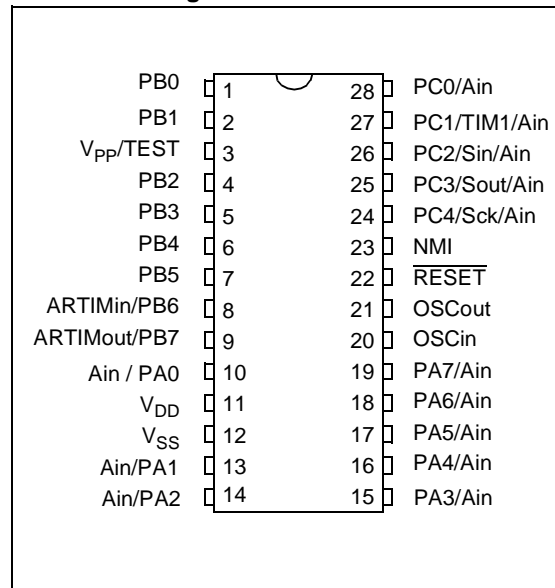 PB0 1 28 PC0/Ain
PB1 2 27 PC1/TIM1/Ain
VPP/TEST 3 26 PC2/Sin/Ain
PB2 4 25 PC3/Sout/Ain
PB3 5 24 PC4/Sck/Ain
PB4 6 23 NMI
PB5 7 22 RESET
ARTIMin/PB6 8 21 OSCout
ARTIMout/PB7 9 20 OSCin
Ain / PA0 10 19 PA7/Ain
VDD 11 18 PA6/Ain
VSS 12 17 PA5/Ain
Ain/PA1 13 16 PA4/Ain
Ain/PA2 14 15 PA3/Ain